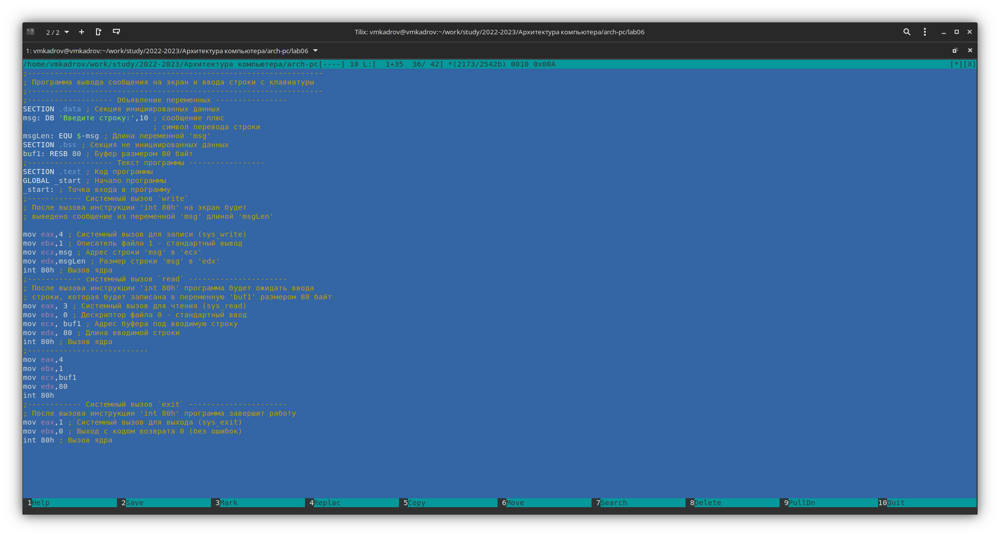 2 / 2
Tilix: vmkadrov@vmkadrov:~/work/study/2022-2023/Архитектура компьютера/arch-pc/lab06
1: vmkadrov@vmkadrov:~/work/study/2022-2023/Архитектура компьютера/arch-pc/lab06
/home/vmkadrov/work/study/2022-2023/Архитектура компьютера/arch-pc[----] 10 L:[  1+35  36/ 42] *(2173/2542b) 0010 0x00A [*][X]
;------------------------------------------------------------------
; Программа вывода сообщения на экран и ввода строки с клавиатуры
;------------------------------------------------------------------
;------------------- Объявление переменных ----------------
SECTION .data ; Секция инициированных данных
msg: DB 'Введите строку:',10 ; сообщение плюс
                             ; символ перевода строки
msgLen: EQU $-msg ; Длина переменной 'msg'
SECTION .bss ; Секция не инициированных данных
buf1: RESB 80 ; Буфер размером 80 байт
;------------------- Текст программы -----------------
SECTION .text ; Код программы
GLOBAL _start ; Начало программы
_start: ; Точка входа в программу
;------------ Системный вызов `write`
; После вызова инструкции 'int 80h' на экран будет
; выведено сообщение из переменной 'msg' длиной 'msgLen'
mov eax,4 ; Системный вызов для записи (sys_write)
mov ebx,1 ; Описатель файла 1 - стандартный вывод
mov ecx,msg ; Адрес строки 'msg' в 'ecx'
mov edx,msgLen ; Размер строки 'msg' в 'edx'
int 80h ; Вызов ядра
;------------ системный вызов `read` ----------------------
; После вызова инструкции 'int 80h' программа будет ожидать ввода
; строки, которая будет записана в переменную 'buf1' размером 80 байт
mov eax, 3 ; Системный вызов для чтения (sys_read)
mov ebx, 0 ; Дескриптор файла 0 - стандартный ввод
mov ecx, buf1 ; Адрес буфера под вводимую строку
mov edx, 80 ; Длина вводимой строки
int 80h ; Вызов ядра
;---------------------------
mov eax,4
mov ebx,1
mov ecx,buf1
mov edx,80
int 80h
;------------ Системный вызов `exit` ----------------------
; После вызова инструкции 'int 80h' программа завершит работу
mov eax,1 ; Системный вызов для выхода (sys_exit)
mov ebx,0 ; Выход с кодом возврата 0 (без ошибок)
int 80h ; Вызов ядра
1Help 2Save 3Mark 4Replac 5Copy 6Move 7Search 8Delete 9PullDn 10Quit